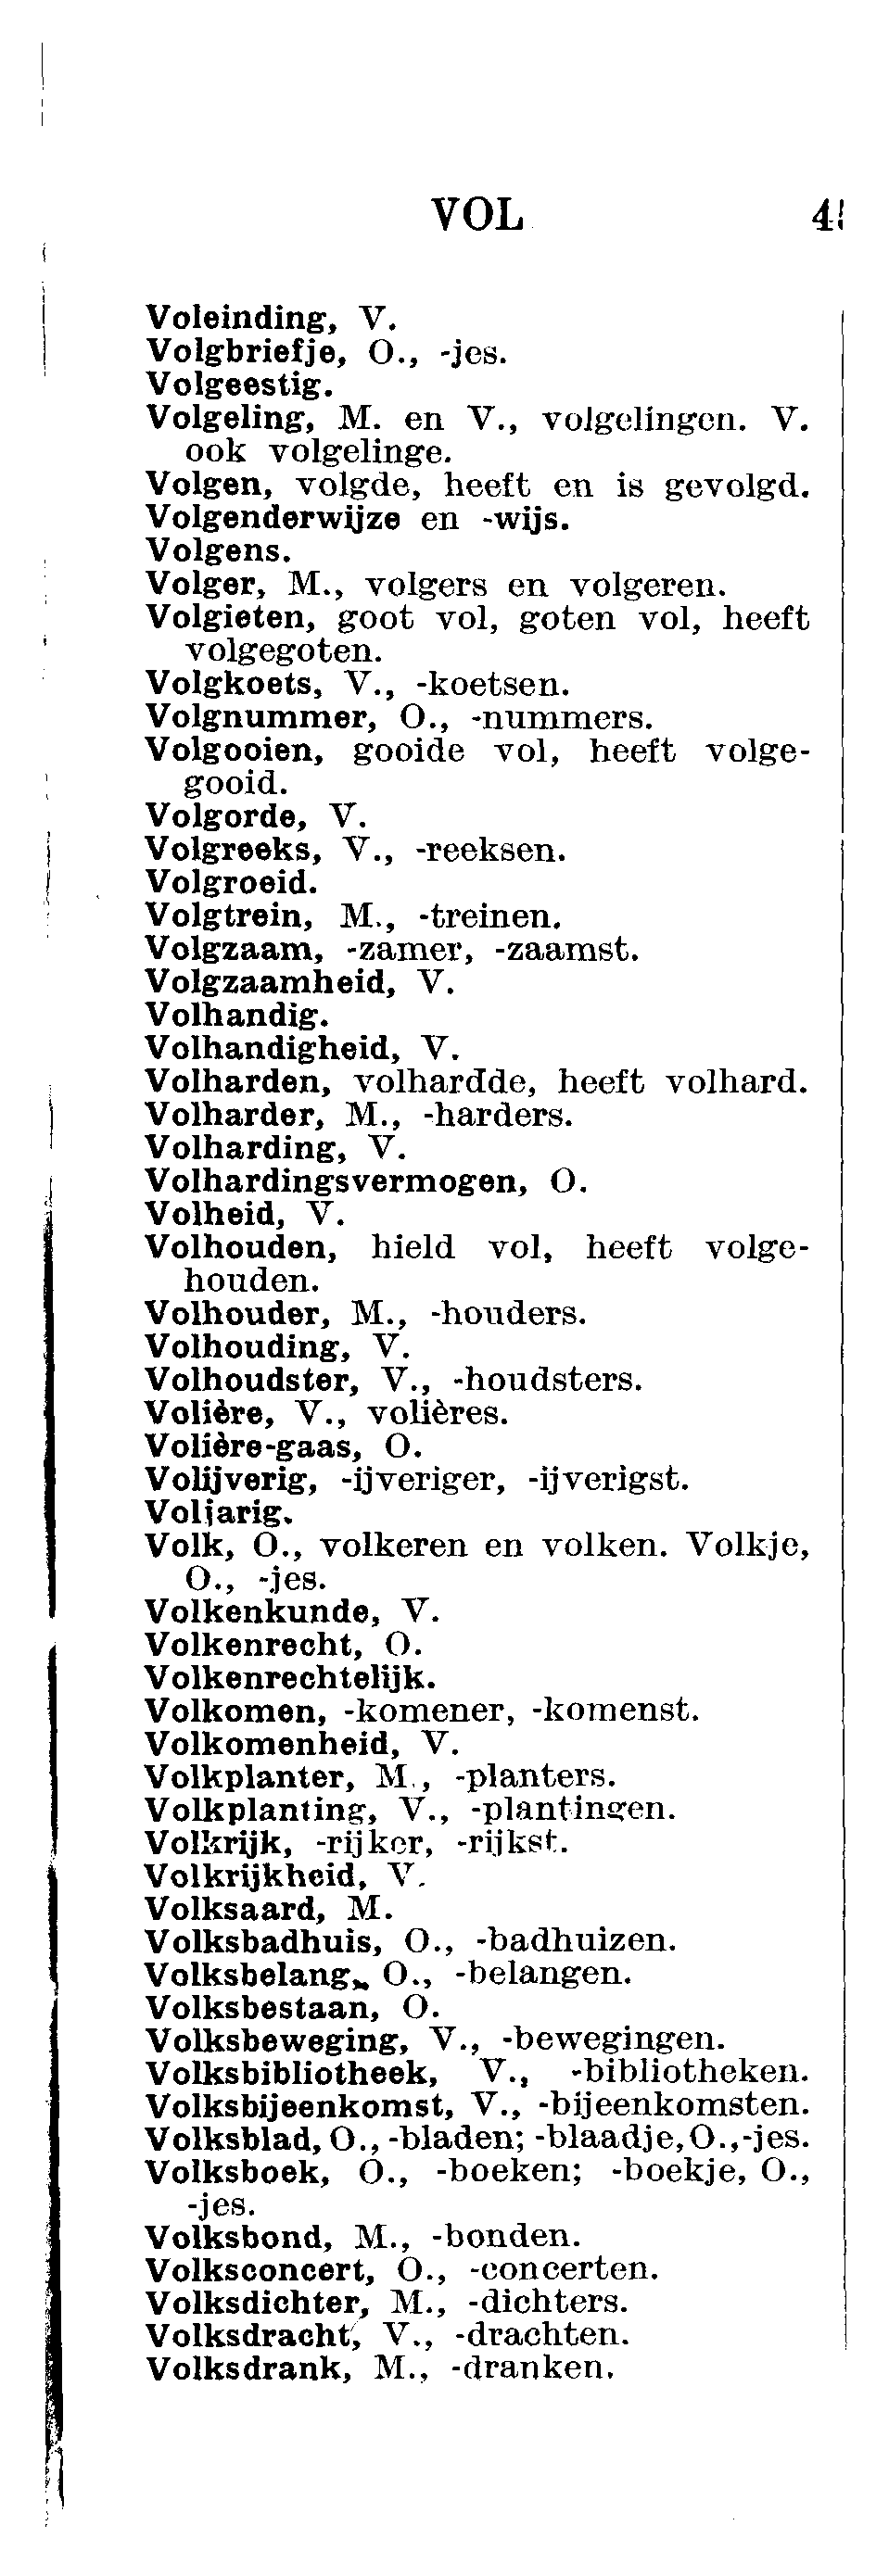 VOL
Voleinding, V.
Volgbriefje, O., -jes.
Volgeestig.
Volgeling, M. en V., volgelingen. V.
ook volgelinge.
Volgen, volgde, heeft en is gevolgd.
Volgenderwijze en -wijs.
Volgens.
Volger, M., volgers en volgeren.
Volgieten, goot vol, goten vol, heeft
volgegoten.
Volgkoets, V., -koetsen.
Volgnummer, O., -nummers.
Volgooien, gooide vol, heeft volge-
gooid.
Volgorde, V.
Volgreeks, V., -reeksen.
Volgroeid.
Volgtrein, M., -treinen.
Volgzaam, -zamer, -zaamst.
Volgzaamheid, V.
Volhandig.
Volhandigheid, V.
Volharden, volhardde, heeft volhard.
Volharder, M., -harders.
Volharding, V.
Volhardingsvermogen, O.
Volheid, V.
Volhouden, hield vol, heeft volge-
houden.
Volhouder, M., -houders.
Volhouding, V.
Volhoudster, V., -houdsters.
Volière, V., volières.
Volière-gaas, O.
Volijverig, -ijveriger, -ijverigst.
Voljarig.
Volk, O., volkeren en volken. Volkje,
O., -jes.
Volkenkunde, V.
Volkenrecht, O.
Volkenrechtelijk.
Volkomen, -komener, -komenst.
Volkomenheid, V.
Volkplanter, M., -planters.
Volkplanting, V., -plantingen.
Volkrijk, -rijker, -rijkst.
Volkrijkheid, V.
Volksaard, M.
Volksbadhuis, O., -badhuizen.
Volksbelang, O., -belangen.
Volksbestaan, O.
Volksbeweging, V., -bewegingen.
Volksbibliotheek, V., -bibliotheken.
Volksbijeenkomst, V., -bijeenkomsten.
Volksblad, O., -bladen; -blaadje, O., -jes.
Volksboek, O., -boeken; -boekje, O.,
-jes.
Volksbond, M., -bonden.
Volksconcert, O., -concerten.
Volksdichter, M., -dichters.
Volksdracht, V., -drachten.
Volksdrank, M., -dranken.